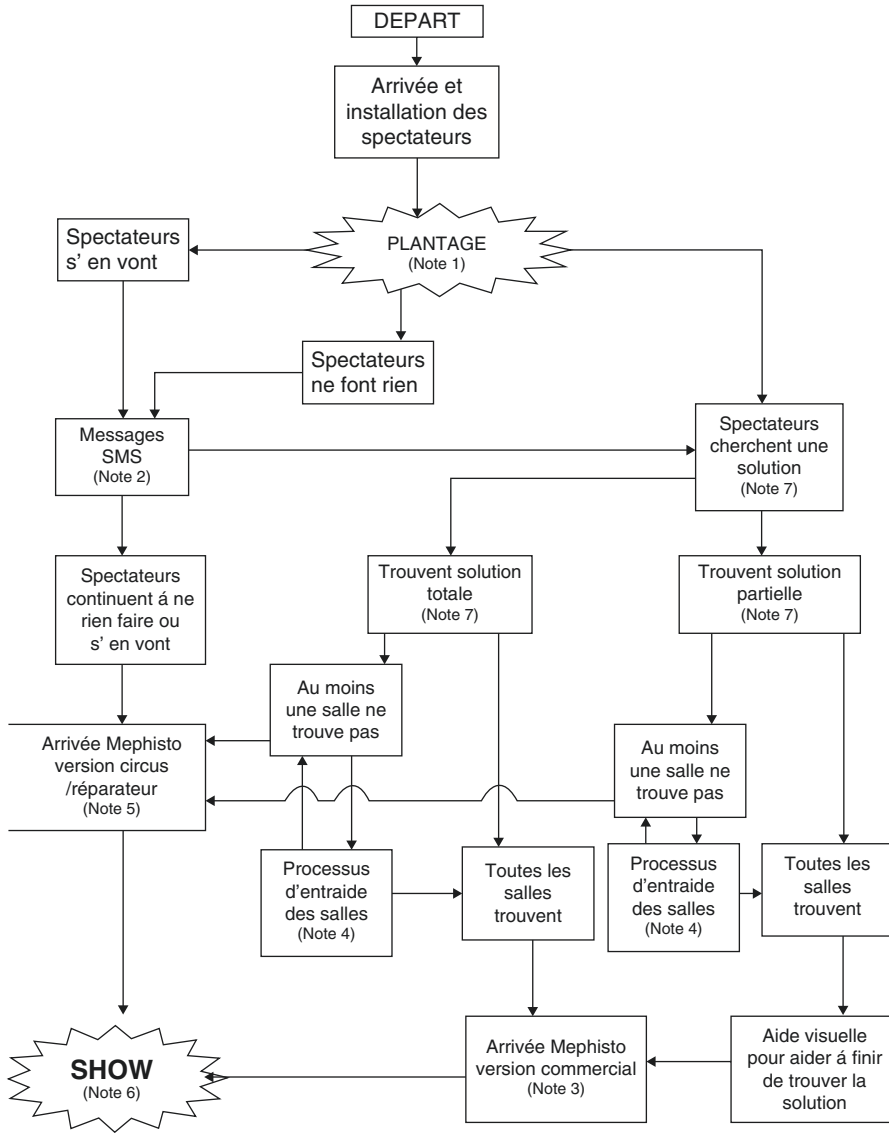 DEPART
Arrivée et
installation des
spectateurs
PLANTAGE
(Note 1)
Spectateurs
s' en vont
Spectateurs
ne font rien
Messages
SMS
(Note 2)
Spectateurs
cherchent une
solution
(Note 7)
Spectateurs
continuent á ne
rien faire ou
s' en vont
Trouvent solution
totale
(Note 7)
Trouvent solution
partielle
(Note 7)
Au moins
une salle ne
trouve pas
Arrivée Mephisto
version circus
/réparateur
(Note 5)
Au moins
une salle ne
trouve pas
Processus
d'entraide
des salles
(Note 4)
Toutes les
salles
trouvent
Processus
d'entraide
des salles
(Note 4)
Toutes les
salles
trouvent
SHOW
(Note 6)
Arrivée Mephisto
version commercial
(Note 3)
Aide visuelle
pour aider á finir
de trouver la
solution